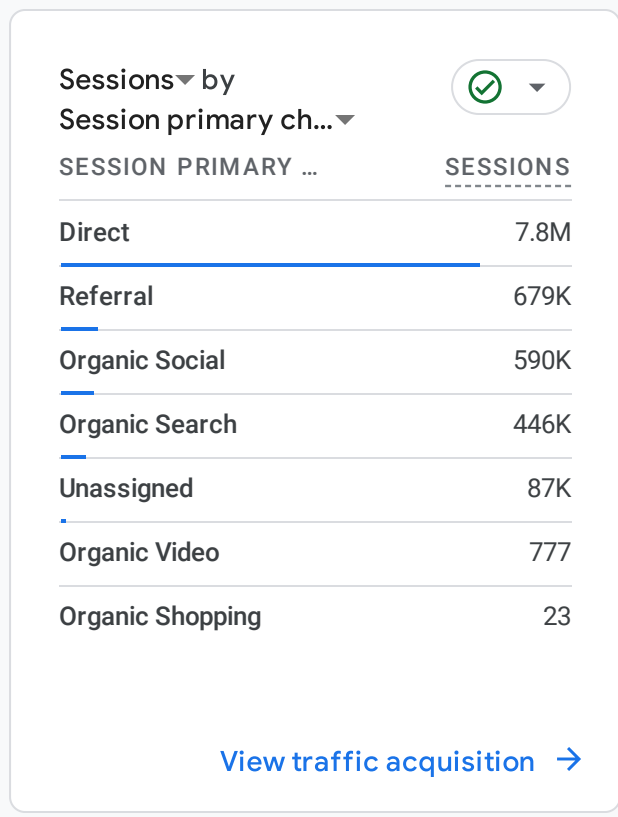 Sessions by
Session primary ch...
SESSION PRIMARY ...
SESSIONS
Direct 7.8M
Referral 679K
Organic Social 590K
Organic Search 446K
Unassigned 87K
Organic Video 777
Organic Shopping 23
View traffic acquisition